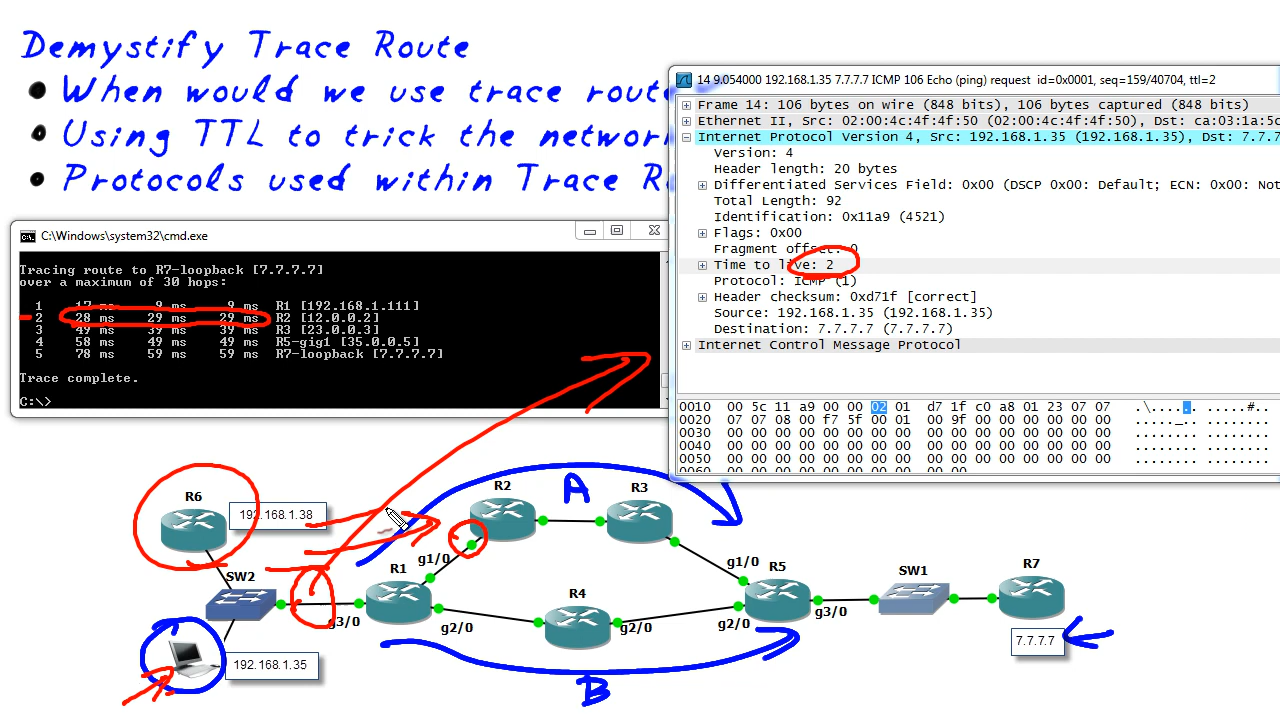 Demystify Trace Route
• When would we use trace route
• Using TTL to trick the network
• Protocols used within Trace R
14 9.054000 192.168.1.35 7.7.7.7 ICMP 106 Echo (ping) request id=0x0001, seq=159/40704, ttl=2
Frame 14: 106 bytes on wire (848 bits), 106 bytes captured (848 bits)
Ethernet II, Src: 02:00:4c:4f:4f:50 (02:00:4c:4f:4f:50), Dst: ca:03:1a:5c
Internet Protocol Version 4, Src: 192.168.1.35 (192.168.1.35), Dst: 7.7.7
Version: 4
Header length: 20 bytes
Differentiated Services Field: 0x00 (DSCP 0x00: Default; ECN: 0x00: Not
Total Length: 92
Identification: 0x11a9 (4521)
Flags: 0x00
Fragment offset: 0
Time to live: 2
Protocol: ICMP (1)
Header checksum: 0xd71f [correct]
Source: 192.168.1.35 (192.168.1.35)
Destination: 7.7.7.7 (7.7.7.7)
Internet Control Message Protocol
0010 00 5c 11 a9 00 00 02 01 d7 1f c0 a8 01 23 07 07 .\...... .....#..
0020 07 07 08 00 f7 5f 00 01 00 9f 00 00 00 00 00 00 ....._.. ........
0030 00 00 00 00 00 00 00 00 00 00 00 00 00 00 00 00 ........ ........
0040 00 00 00 00 00 00 00 00 00 00 00 00 00 00 00 00 ........ ........
0050 00 00 00 00 00 00 00 00 00 00 00 00 00 00 00 00 ........ ........
C:\Windows\system32\cmd.exe
Tracing route to R7-loopback [7.7.7.7]
over a maximum of 30 hops:
1 17 ms 9 ms 9 ms R1 [192.168.1.111]
2 28 ms 29 ms 29 ms R2 [12.0.0.2]
3 49 ms 39 ms 39 ms R3 [23.0.0.3]
4 58 ms 49 ms 49 ms R5-gig1 [35.0.0.5]
5 78 ms 59 ms 59 ms R7-loopback [7.7.7.7]
Trace complete.
C:\>
R6
192.168.1.38
R2
A
R3
SW2
g1/0
R1
g3/0
g2/0
R4
g2/0
g1/0
R5
g2/0
g3/0
SW1
R7
7.7.7.7
192.168.1.35
B